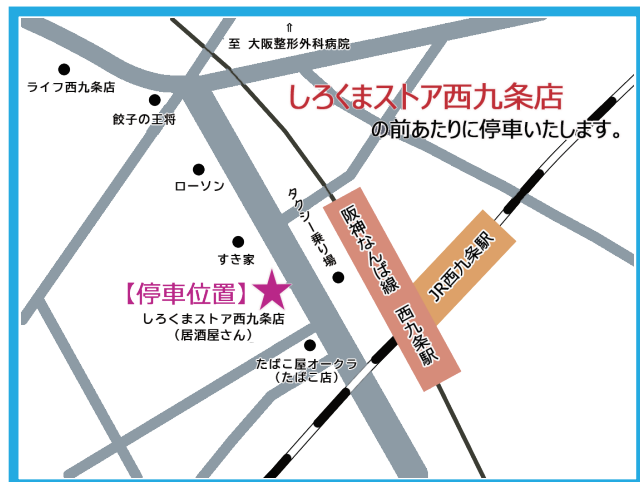 ⇑
至 大阪整形外科病院
ライフ西九条店
餃子の王将
しろくまストア西九条店
の前あたりに停車いたします。
ローソン
タクシー乗り場
阪神なんば線 西九条駅
JR西九条駅
すき家
【停車位置】★
しろくまストア西九条店
（居酒屋さん）
たばこ屋オークラ
（たばこ店）